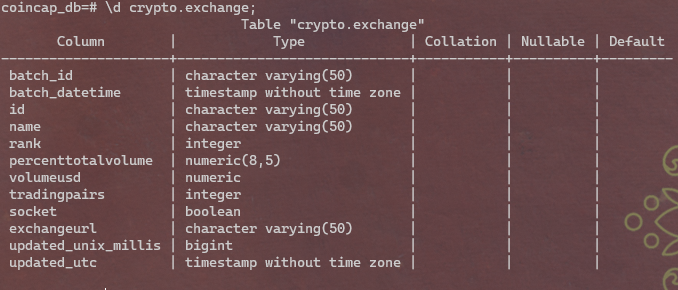 coincap_db=# \d crypto.exchange;
                              Table "crypto.exchange"
       Column        |            Type             | Collation | Nullable | Default
---------------------+-----------------------------+-----------+----------+---------
 batch_id            | character varying(50)       |           |          |
 batch_datetime      | timestamp without time zone |           |          |
 id                  | character varying(50)       |           |          |
 name                | character varying(50)       |           |          |
 rank                | integer                     |           |          |
 percenttotalvolume  | numeric(8,5)                |           |          |
 volumeusd           | numeric                     |           |          |
 tradingpairs        | integer                     |           |          |
 socket              | boolean                     |           |          |
 exchangeurl         | character varying(50)       |           |          |
 updated_unix_millis | bigint                      |           |          |
 updated_utc         | timestamp without time zone |           |          |